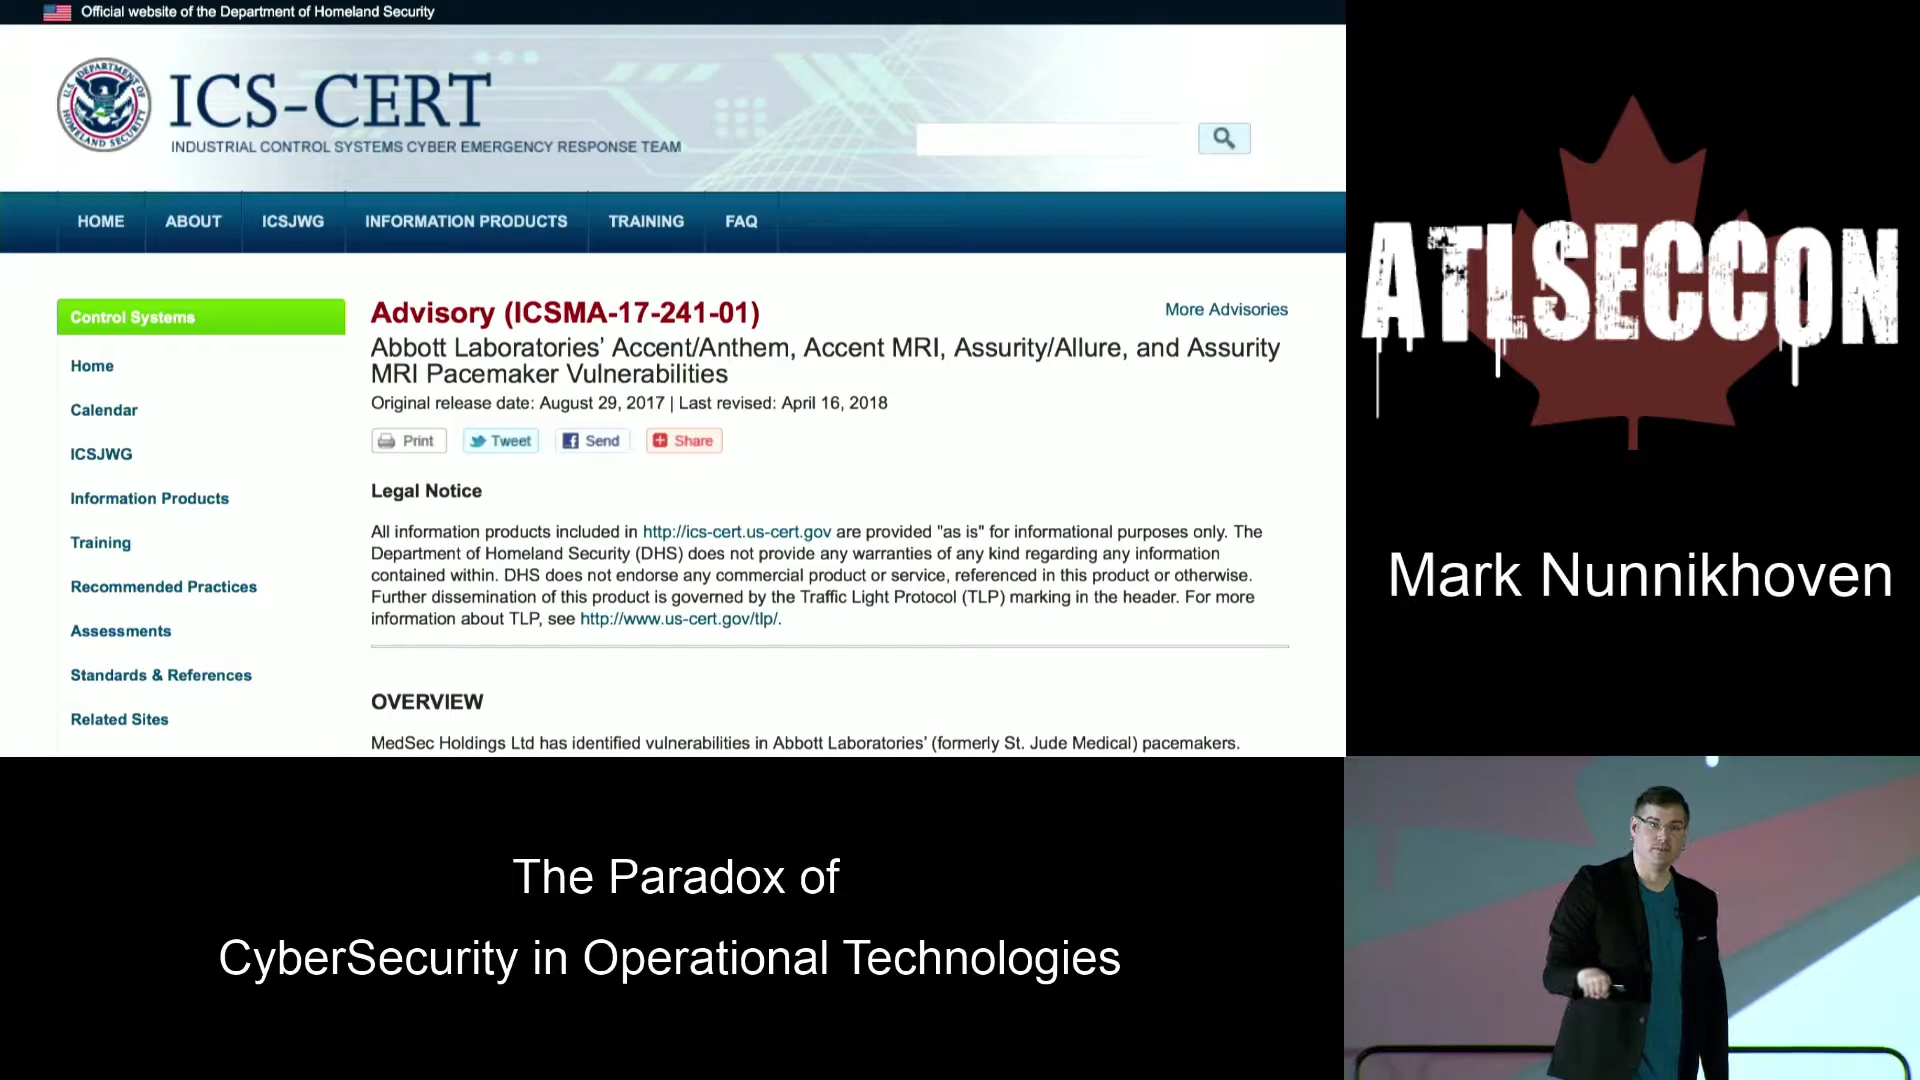 Official website of the Department of Homeland Security
U.S. DEPARTMENT OF HOMELAND SECURITY
ICS-CERT
INDUSTRIAL CONTROL SYSTEMS CYBER EMERGENCY RESPONSE TEAM
HOME ABOUT ICSJWG INFORMATION PRODUCTS TRAINING FAQ
Control Systems
Home
Calendar
ICSJWG
Information Products
Training
Recommended Practices
Assessments
Standards & References
Related Sites
Advisory (ICSMA-17-241-01)
More Advisories
Abbott Laboratories’ Accent/Anthem, Accent MRI, Assurity/Allure, and Assurity
MRI Pacemaker Vulnerabilities
Original release date: August 29, 2017 | Last revised: April 16, 2018
Print Tweet Send Share
Legal Notice
All information products included in http://ics-cert.us-cert.gov are provided "as is" for informational purposes only. The
Department of Homeland Security (DHS) does not provide any warranties of any kind regarding any information
contained within. DHS does not endorse any commercial product or service, referenced in this product or otherwise.
Further dissemination of this product is governed by the Traffic Light Protocol (TLP) marking in the header. For more
information about TLP, see http://www.us-cert.gov/tlp/.
OVERVIEW
MedSec Holdings Ltd has identified vulnerabilities in Abbott Laboratories’ (formerly St. Jude Medical) pacemakers.
ATLSECCON
Mark Nunnikhoven
The Paradox of
CyberSecurity in Operational Technologies